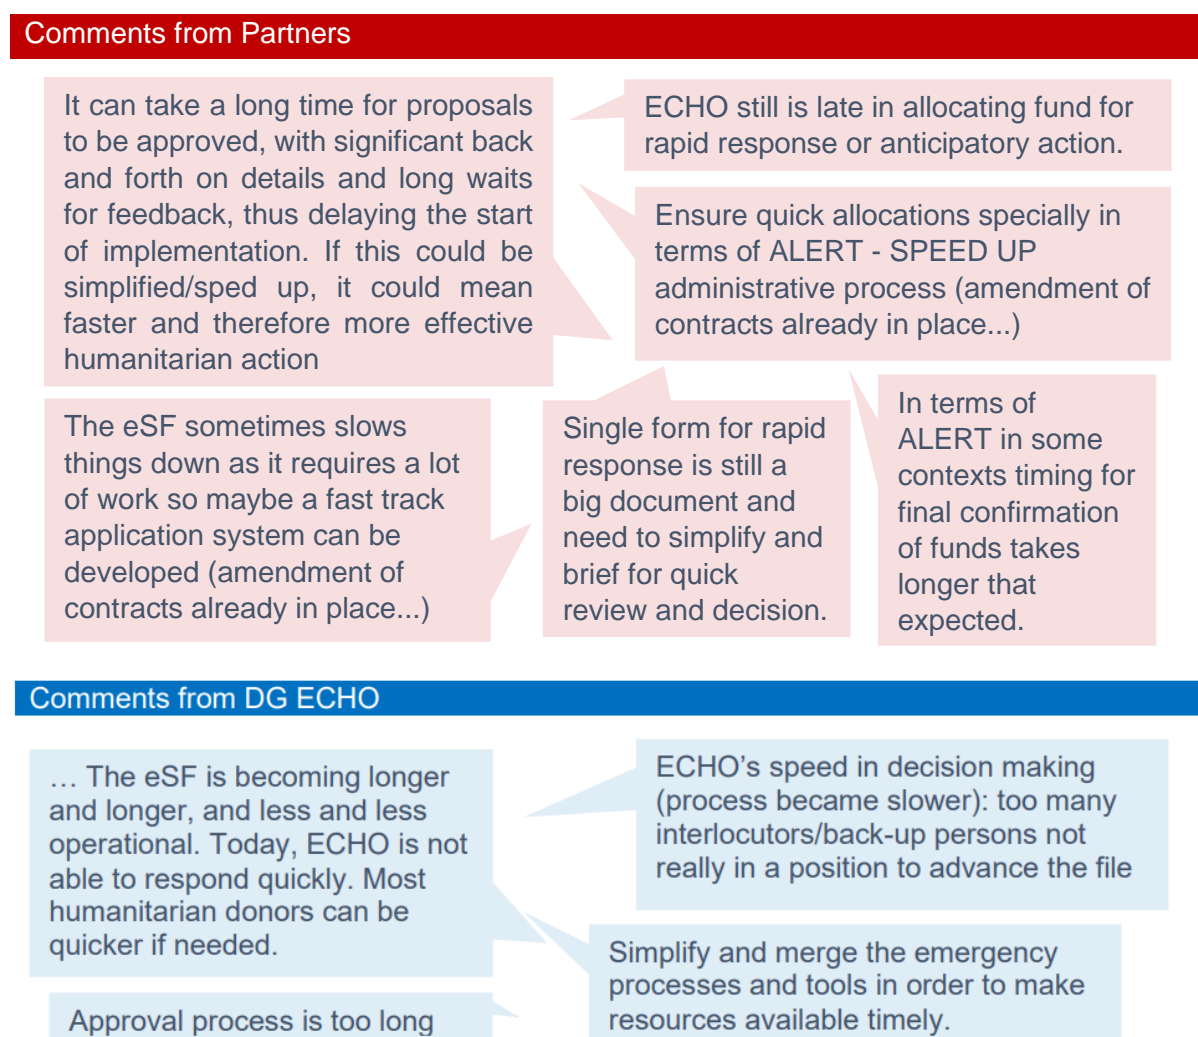 Comments from Partners
It can take a long time for proposals
to be approved, with significant back
and forth on details and long waits
for feedback, thus delaying the start
of implementation. If this could be
simplified/sped up, it could mean
faster and therefore more effective
humanitarian action
ECHO still is late in allocating fund for
rapid response or anticipatory action.
Ensure quick allocations specially in
terms of ALERT - SPEED UP
administrative process (amendment of
contracts already in place...)
The eSF sometimes slows
things down as it requires a lot
of work so maybe a fast track
application system can be
developed (amendment of
contracts already in place...)
Single form for rapid
response is still a
big document and
need to simplify and
brief for quick
review and decision.
In terms of
ALERT in some
contexts timing for
final confirmation
of funds takes
longer that
expected.
Comments from DG ECHO
… The eSF is becoming longer
and longer, and less and less
operational. Today, ECHO is not
able to respond quickly. Most
humanitarian donors can be
quicker if needed.
ECHO’s speed in decision making
(process became slower): too many
interlocutors/back-up persons not
really in a position to advance the file
Simplify and merge the emergency
processes and tools in order to make
resources available timely.
Approval process is too long